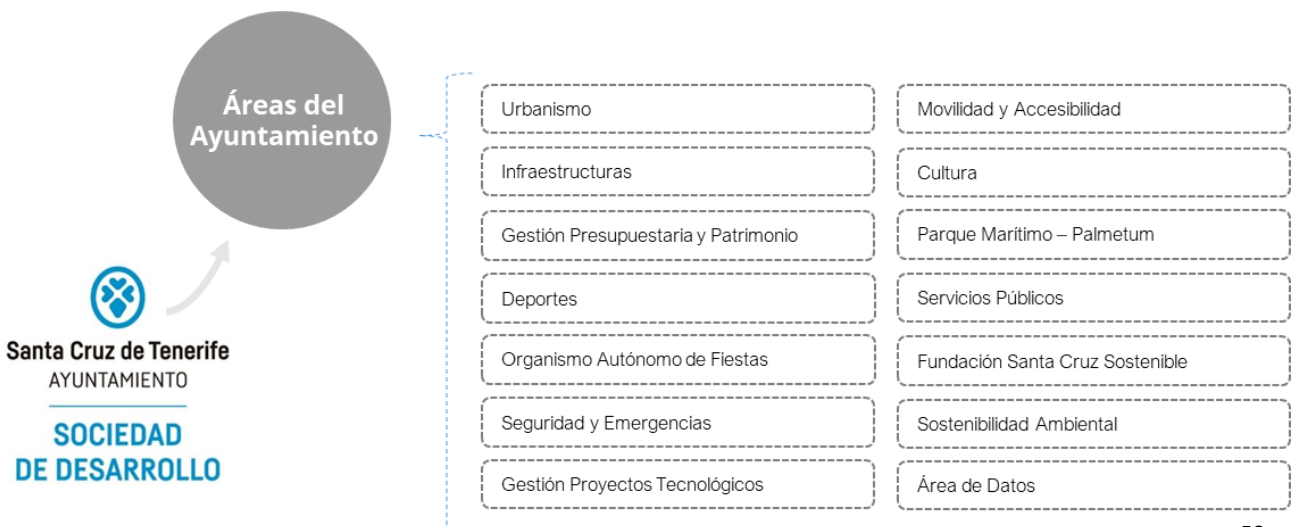 Áreas del
Ayuntamiento
Santa Cruz de Tenerife
AYUNTAMIENTO
SOCIEDAD
DE DESARROLLO
Urbanismo
Infraestructuras
Gestión Presupuestaria y Patrimonio
Deportes
Organismo Autónomo de Fiestas
Seguridad y Emergencias
Gestión Proyectos Tecnológicos
Movilidad y Accesibilidad
Cultura
Parque Marítimo – Palmetum
Servicios Públicos
Fundación Santa Cruz Sostenible
Sostenibilidad Ambiental
Área de Datos